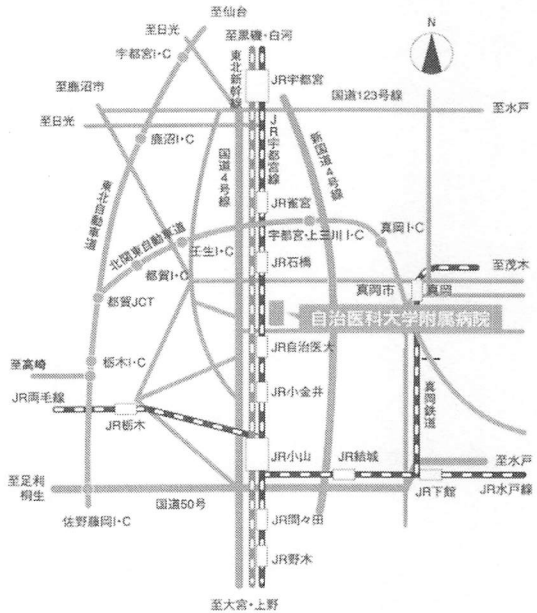 至仙台
至日光
至黒磯・白河
N
宇都宮I・C
東北新幹線
JR宇都宮
至鹿沼市
国道123号線
至水戸
至日光
鹿沼I・C
国道4号線
JR宇都宮線
新国道4号線
東北自動車道
JR雀宮
北関東自動車道
宇都宮・上三川I・C
真岡I・C
壬生I・C
JR石橋
至茂木
都賀I・C
真岡市
真岡
都賀JCT
自治医科大学附属病院
JR自治医大
栃木I・C
至高崎
真岡鉄道
JR両毛線
JR小金井
JR栃木
JR小山
JR結城
至水戸
至足利
桐生
国道50号
JR下館
JR水戸線
佐野藤岡I・C
JR間々田
JR野木
至大宮・上野